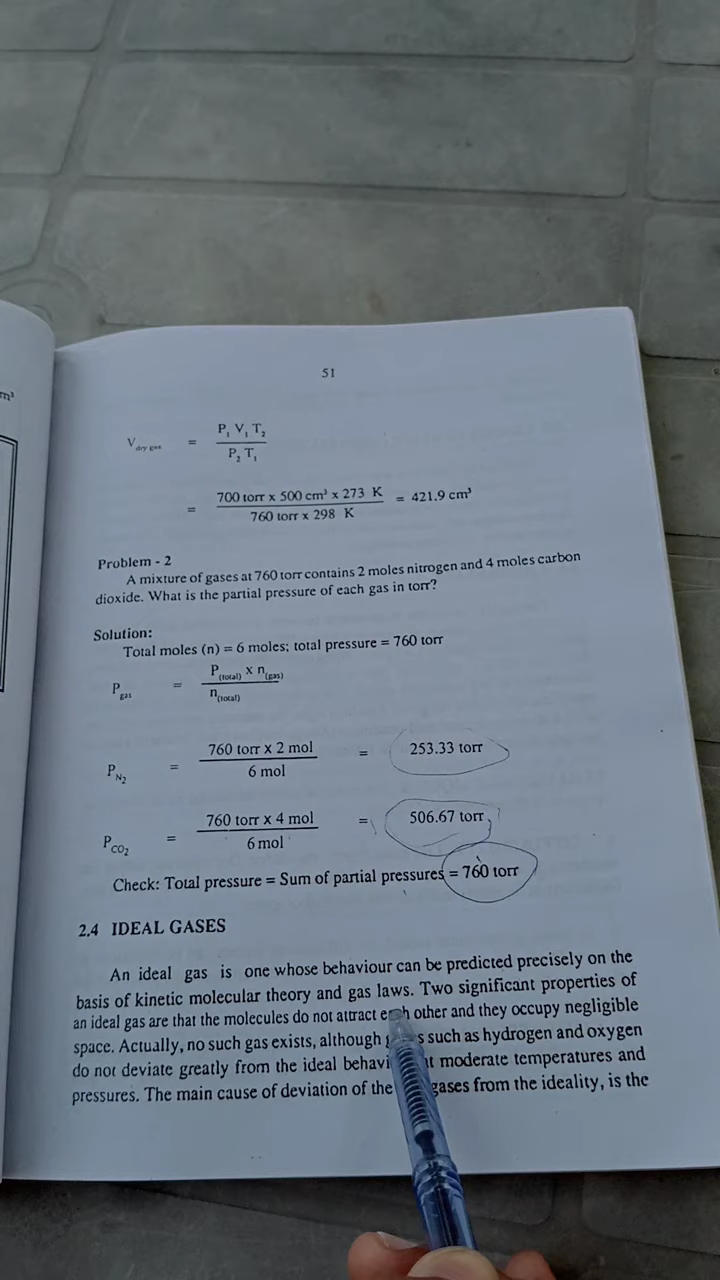 m³
51
V dry gas = P₁ V₁ T₂ / P₂ T₁
= 700 torr x 500 cm³ x 273 K / 760 torr x 298 K = 421.9 cm³
Problem - 2
A mixture of gases at 760 torr contains 2 moles nitrogen and 4 moles carbon
dioxide. What is the partial pressure of each gas in torr?
Solution:
Total moles (n) = 6 moles; total pressure = 760 torr
P gas = P(total) x n(gas) / n(total)
P N₂ = 760 torr x 2 mol / 6 mol = 253.33 torr
P CO₂ = 760 torr x 4 mol / 6 mol = 506.67 torr
Check: Total pressure = Sum of partial pressures = 760 torr
2.4 IDEAL GASES
An ideal gas is one whose behaviour can be predicted precisely on the
basis of kinetic molecular theory and gas laws. Two significant properties of
an ideal gas are that the molecules do not attract each other and they occupy negligible
space. Actually, no such gas exists, although such as hydrogen and oxygen
do not deviate greatly from the ideal moderate temperatures and
pressures. The main cause of deviation of the gases from the ideality, is the